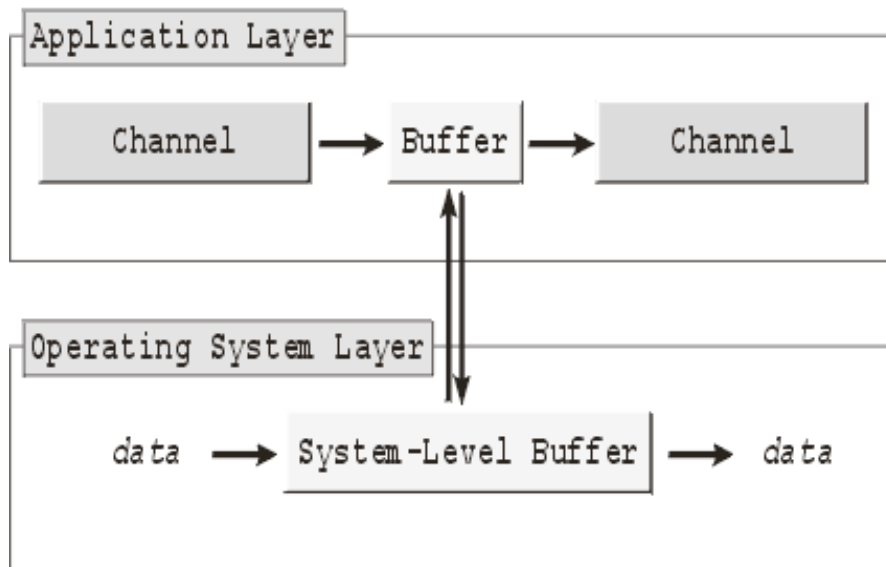 Application Layer
Channel
Buffer
Channel
Operating System Layer
data
System-Level Buffer
data